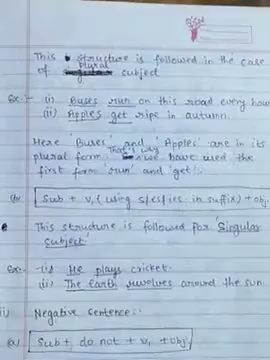 This structure is followed in the case
of plural subject
Ex:- (i) Buses run on this road every hour
(ii) Apples get ripe in autumn.
Here 'Buses' and 'Apples' are in its
plural form. That's why we have used the
first form 'run' and 'get'.
Sub + V₁ (using s/es/ies in suffix) + obj.
This structure is followed for 'Singular
Subject'
Ex:- (i) He plays cricket.
(ii) The Earth revolves around the sun.
ii) Negative Sentence:-
(a) Sub + do not + V₁ + obj